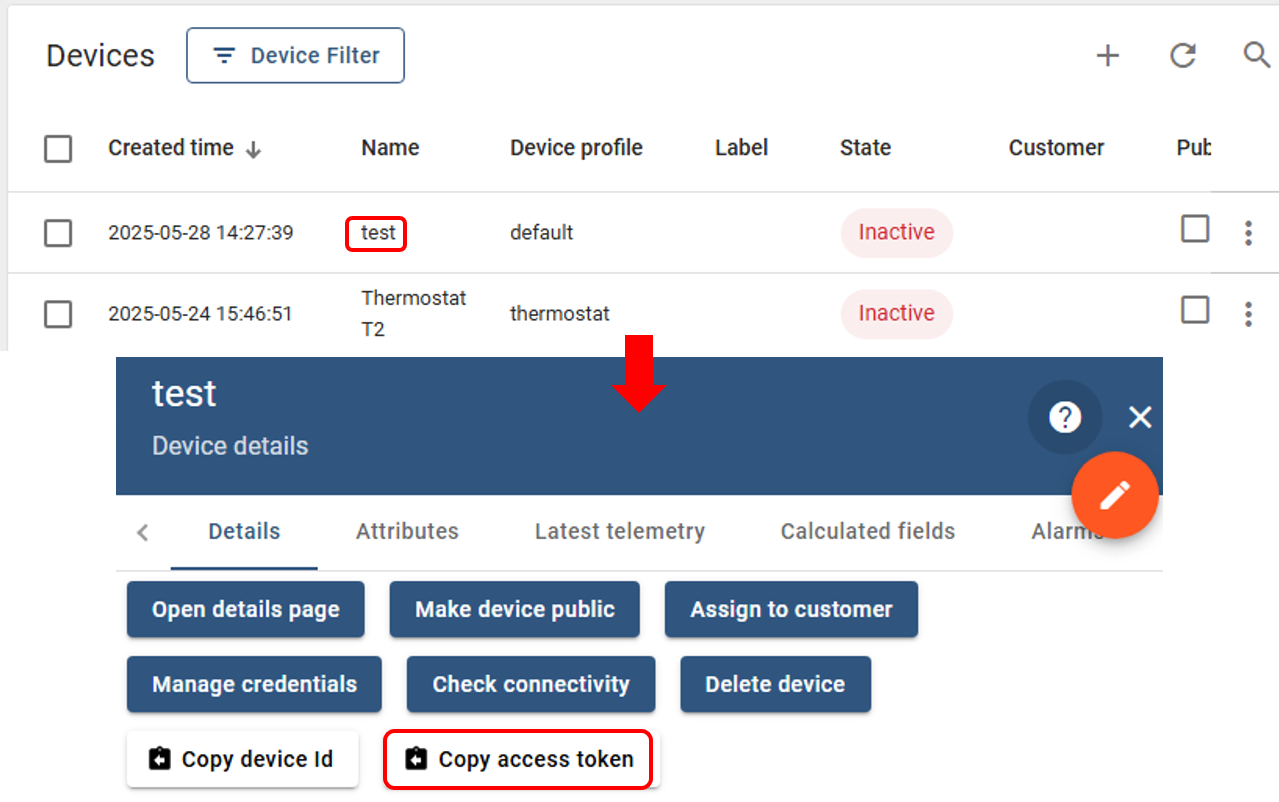 Devices Device Filter
Created time Name Device profile Label State Customer Pub
2025-05-28 14:27:39 test default Inactive
Thermostat
2025-05-24 15:46:51 thermostat Inactive
T2
test
Device details
Details Attributes Latest telemetry Calculated fields Alarms
Open details page Make device public Assign to customer
Manage credentials Check connectivity Delete device
Copy device Id Copy access token